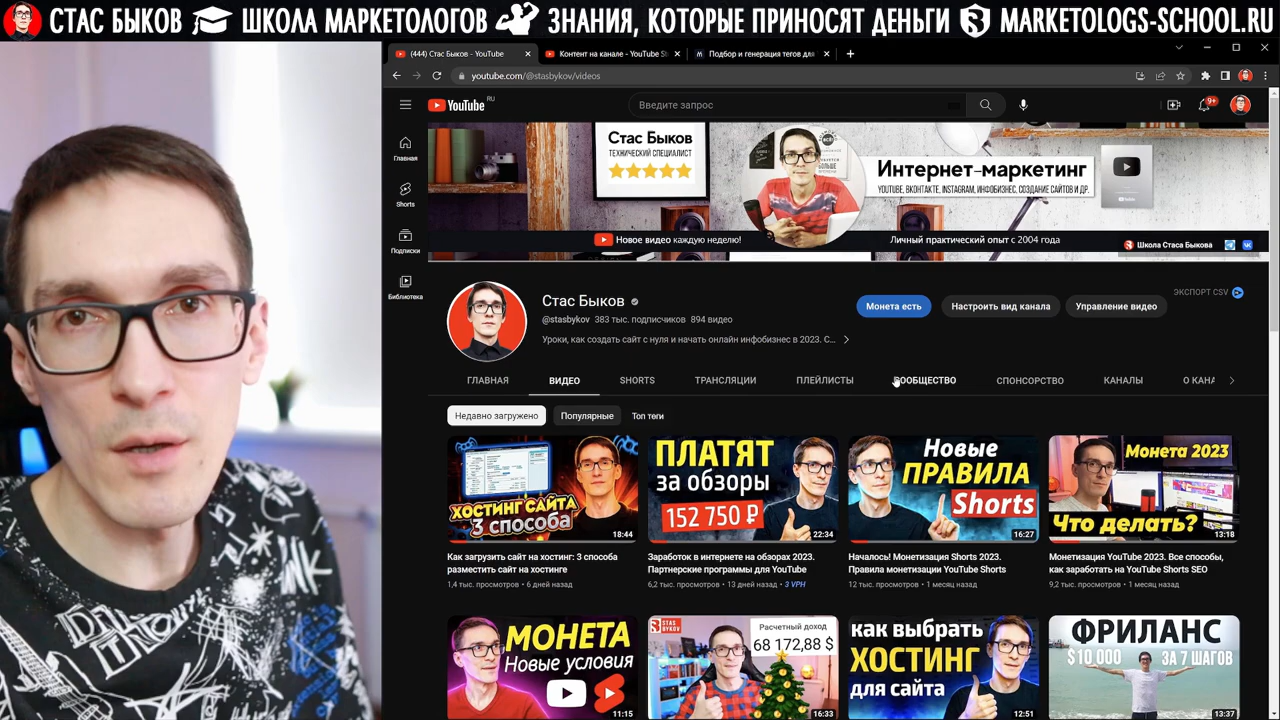 СТАС БЫКОВ ШКОЛА МАРКЕТОЛОГОВ ЗНАНИЯ, КОТОРЫЕ ПРИНОСЯТ ДЕНЬГИ MARKETOLOGS-SCHOOL.RU
(444) Стас Быков - YouTube
Контент на канале - YouTube
Подбор и генерация тегов для
youtube.com/@stasbykov/videos
YouTube RU
Введите запрос
9+
Главная
Shorts
Подписки
Библиотека
Стас Быков
ТЕХНИЧЕСКИЙ СПЕЦИАЛИСТ
Интернет-маркетинг
YOUTUBE, ВКОНТАКТЕ, INSTAGRAM, ИНФОБИЗНЕС, СОЗДАНИЕ САЙТОВ И ДР.
Новое видео каждую неделю!
Личный практический опыт с 2004 года
Школа Стаса Быкова
Стас Быков
@stasbykov 383 тыс. подписчиков 894 видео
Уроки, как создать сайт с нуля и начать онлайн инфобизнес в 2023. С...
Монета есть
Настроить вид канала
Управление видео
ЭКСПОРТ CSV
ГЛАВНАЯ ВИДЕО SHORTS ТРАНСЛЯЦИИ ПЛЕЙЛИСТЫ СООБЩЕСТВО СПОНСОРСТВО КАНАЛЫ О КАНА
Недавно загружено Популярные Топ теги
ХОСТИНГ САЙТА
3 способа
18:44
Как загрузить сайт на хостинг: 3 способа
разместить сайт на хостинге
1,4 тыс. просмотров • 6 дней назад
ПЛАТЯТ
за обзоры
152 750 ₽
22:34
Заработок в интернете на обзорах 2023.
Партнерские программы для YouTube
6,2 тыс. просмотров • 13 дней назад • 3 VPH
Новые
ПРАВИЛА
Shorts
16:27
Началось! Монетизация Shorts 2023.
Правила монетизации YouTube Shorts
12 тыс. просмотров • 1 месяц назад
Монета 2023
Что делать?
13:18
Монетизация YouTube 2023. Все способы,
как заработать на YouTube Shorts SEO
9,2 тыс. просмотров • 1 месяц назад
МОНЕТА
Новые условия
11:15
STAS
BYKOV
Расчетный доход
68 172,88 $
16:33
как выбрать
ХОСТИНГ
для сайта
12:51
ФРИЛАНС
$10 000 ЗА 7 ШАГОВ
13:37